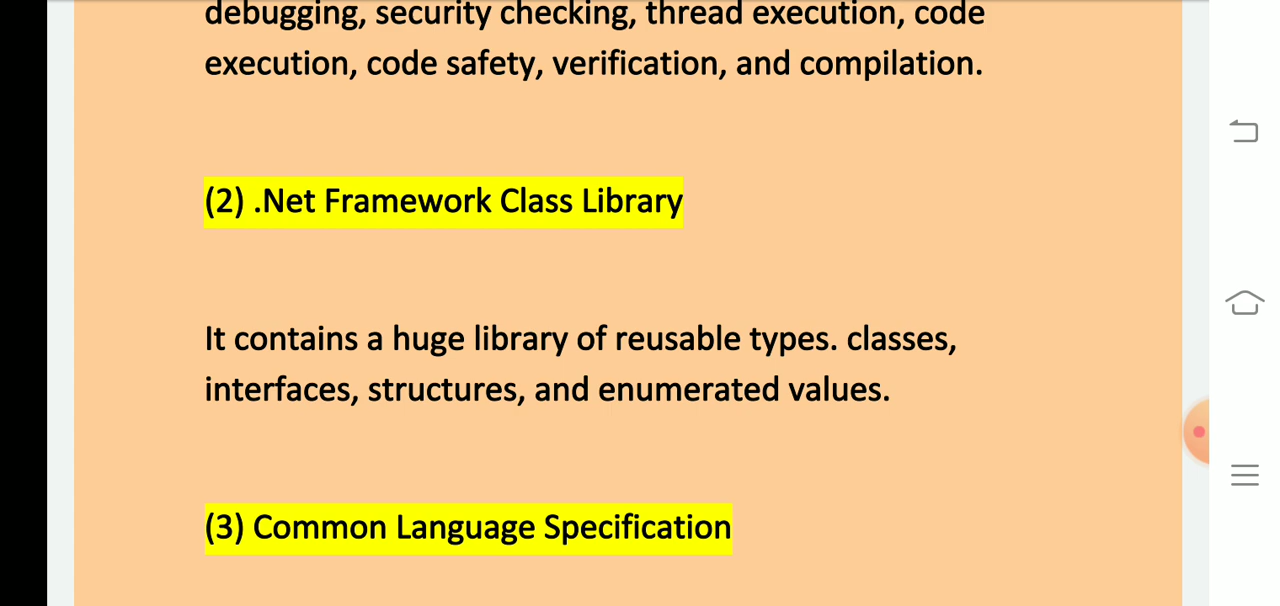 debugging, security checking, thread execution, code
execution, code safety, verification, and compilation.
(2) .Net Framework Class Library
It contains a huge library of reusable types. classes,
interfaces, structures, and enumerated values.
(3) Common Language Specification